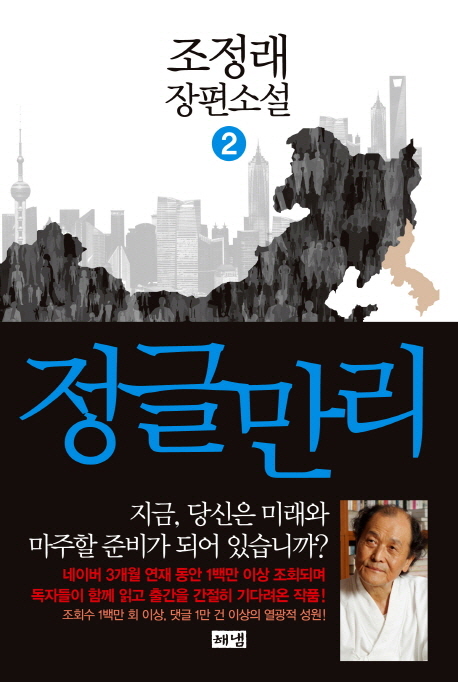 조정래
장편소설
2
정글만리
지금, 당신은 미래와
마주할 준비가 되어 있습니까?
네이버 3개월 연재 동안 1백만 이상 조회되며
독자들이 함께 읽고 출간을 간절히 기다려온 작품!
조회수 1백만 회 이상, 댓글 1만 건 이상의 열광적 성원!
해냄